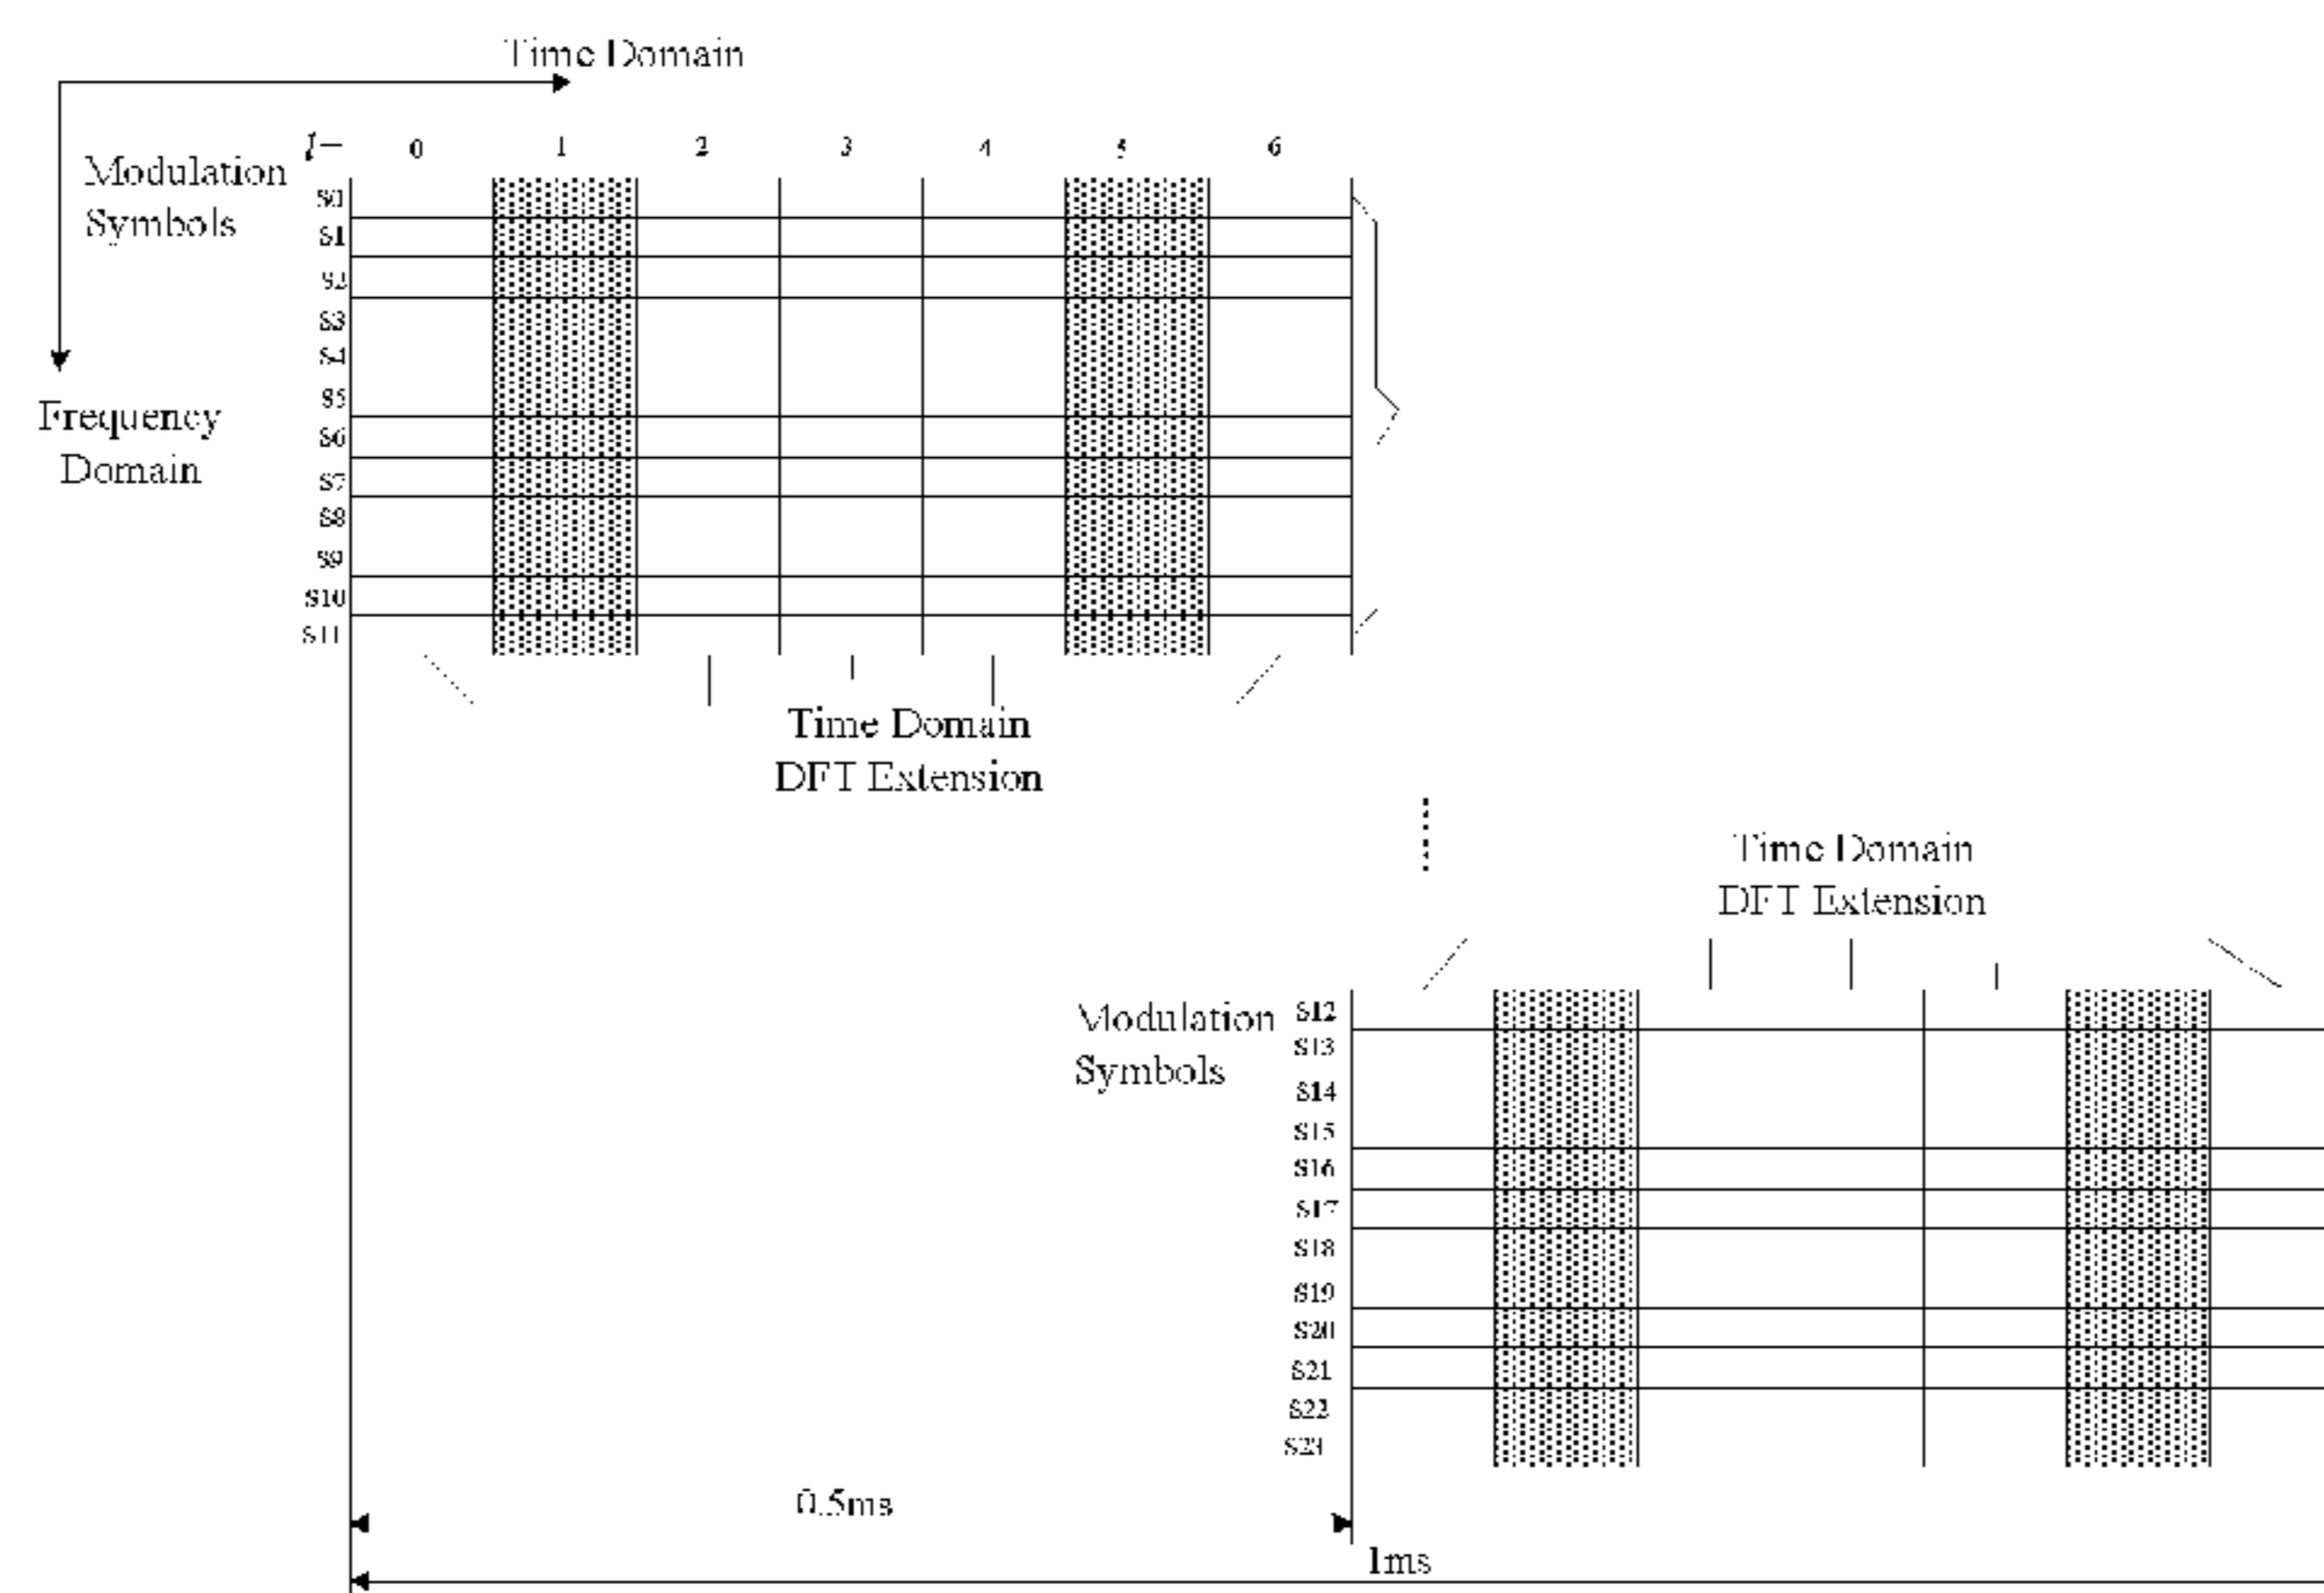 Time Domain
l= 0 1 2 3 4 5 6
Modulation
Symbols
S0
S1
S2
S3
S4
S5
S6
S7
S8
S9
S10
S11
Frequency
Domain
Time Domain
DFT Extension
Time Domain
DFT Extension
Modulation
Symbols
S12
S13
S14
S15
S16
S17
S18
S19
S20
S21
S22
S23
0.5ms
1ms